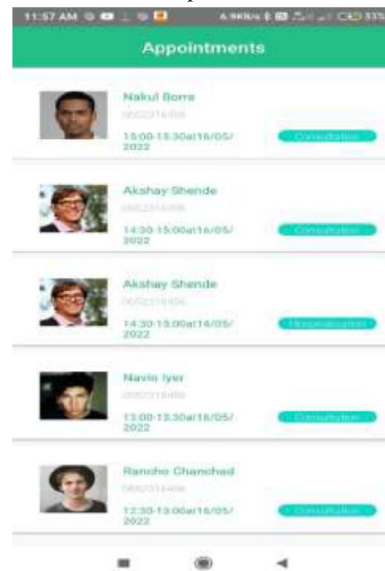 11:57 AM
Appointments
Nakul Borra
15:00-15:30at16/05/
2022
Consultation
Akshay Shende
14:30-15:00at16/05/
2022
Consultation
Akshay Shende
14:30-15:00at16/05/
2022
Navin Iyer
13:00-13:30at16/05/
2022
Consultation
Rancho Chanchad
12:30-13:00at16/05/
2022
Consultation